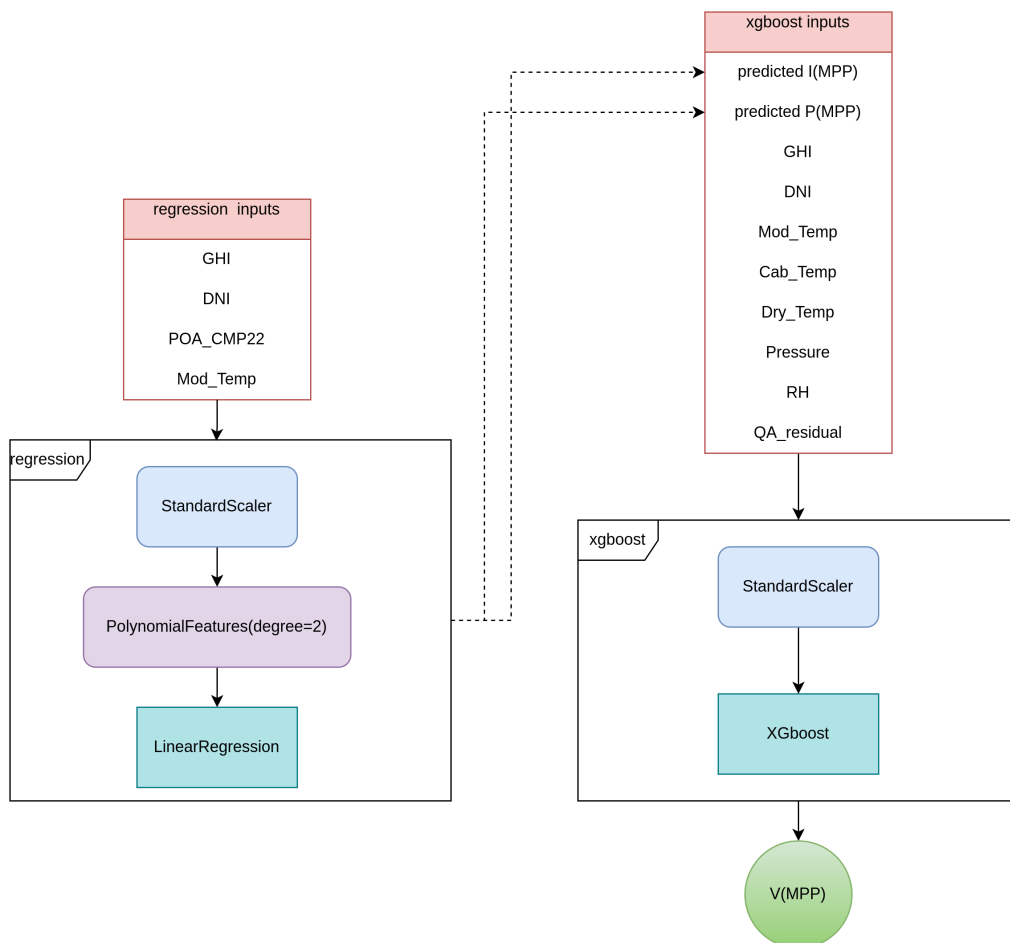 regression inputs
GHI
DNI
POA_CMP22
Mod_Temp
regression
StandardScaler
PolynomialFeatures(degree=2)
LinearRegression
xgboost inputs
predicted I(MPP)
predicted P(MPP)
GHI
DNI
Mod_Temp
Cab_Temp
Dry_Temp
Pressure
RH
QA_residual
xgboost
StandardScaler
XGboost
V(MPP)